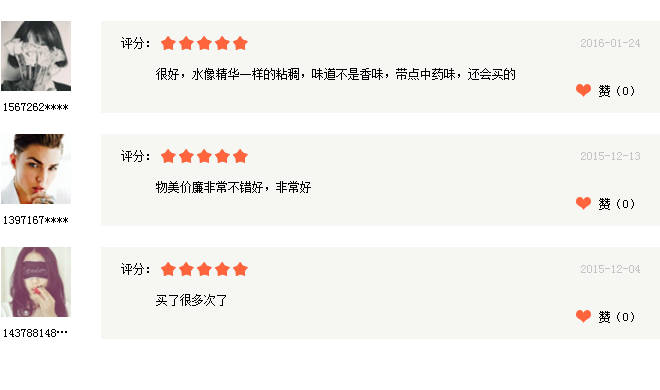 评分： 2016-01-24
很好，水像精华一样的粘稠，味道不是香味，带点中药味，还会买的
赞（0）
1567262****
评分： 2015-12-13
物美价廉非常不错好，非常好
赞（0）
1397167****
评分： 2015-12-04
买了很多次了
赞（0）
143788148…